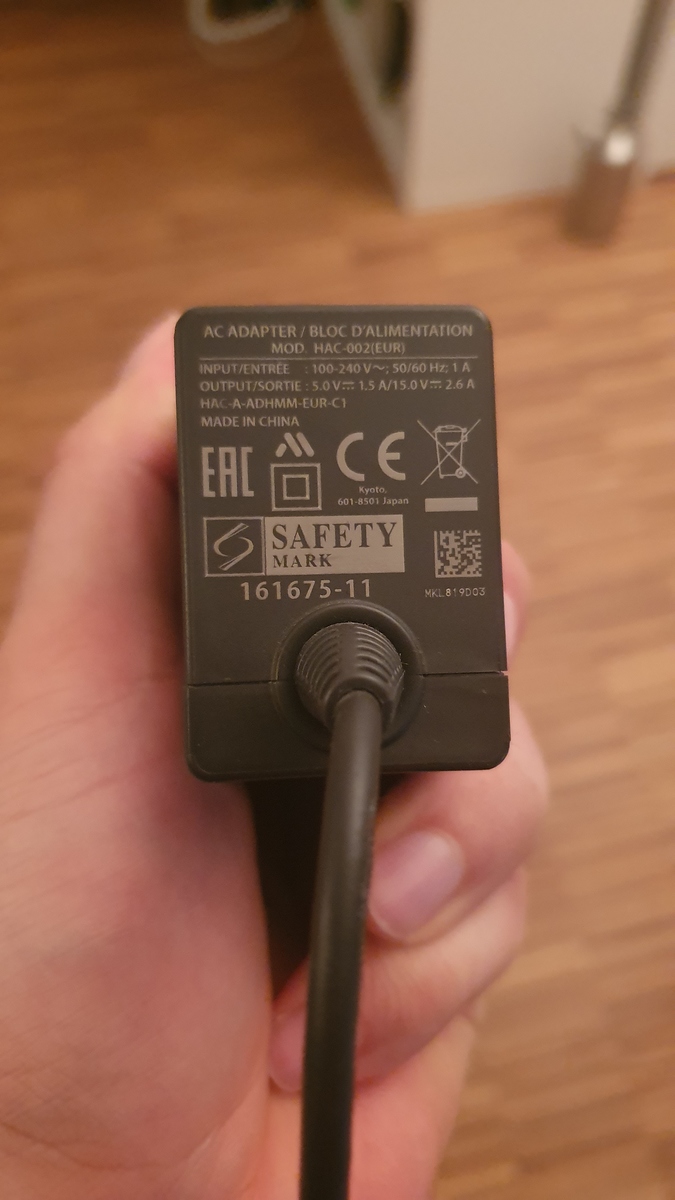 AC ADAPTER / BLOC D'ALIMENTATION
MOD. HAC-002(EUR)
INPUT/ENTRÉE : 100-240 V～; 50/60 Hz; 1 A
OUTPUT/SORTIE : 5.0 V⎓ 1.5 A/15.0 V⎓ 2.6 A
HAC-A-ADHMM-EUR-C1
MADE IN CHINA
EAC
CE
Kyoto,
601-8501 Japan
SAFETY
MARK
161675-11
MKL819D03